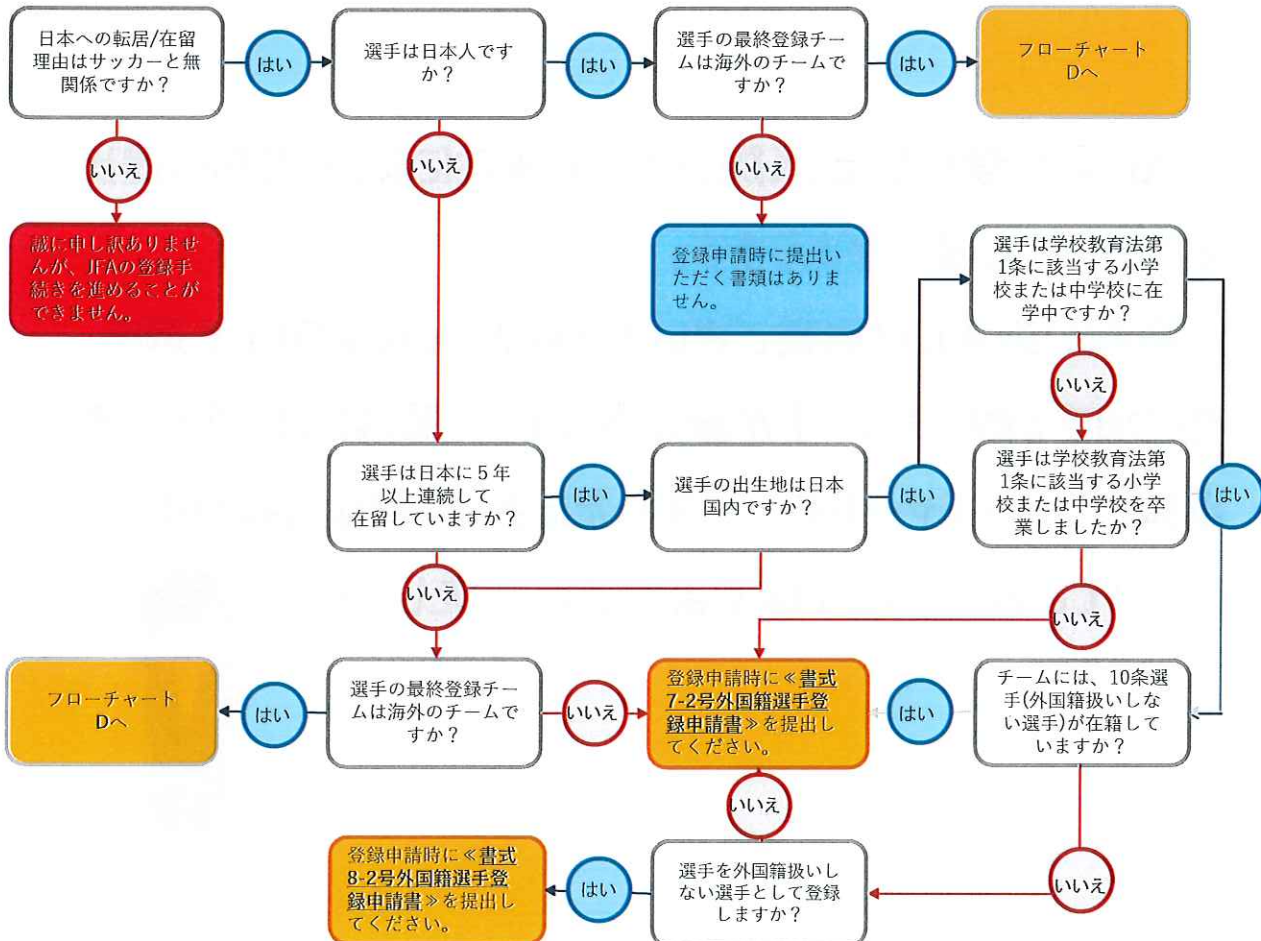 日本への転居/在留
理由はサッカーと無
関係ですか？
はい
選手は日本人です
か？
はい
選手の最終登録チー
ムは海外のチームで
すか？
はい
フローチャート
Dへ
いいえ
いいえ
いいえ
誠に申し訳ありませ
んが、JFAの登録手
続きを進めることが
できません。
登録申請時に提出い
ただく書類はありま
せん。
選手は学校教育法第
1条に該当する小学
校または中学校に在
学中ですか？
いいえ
選手は日本に５年
以上連続して
在留していますか？
はい
選手の出生地は日本
国内ですか？
はい
選手は学校教育法第
1条に該当する小学
校または中学校を卒
業しましたか？
はい
いいえ
いいえ
フローチャート
Dへ
はい
選手の最終登録チー
ムは海外のチームで
すか？
いいえ
登録申請時に≪書式
7-2号外国籍選手登
録申請書≫を提出し
てください。
はい
チームには、10条選
手(外国籍扱いしな
い選手)が在籍して
いますか？
いいえ
登録申請時に≪書式
8-2号外国籍選手登
録申請書≫を提出し
てください。
はい
選手を外国籍扱いし
ない選手として登録
しますか？
いいえ